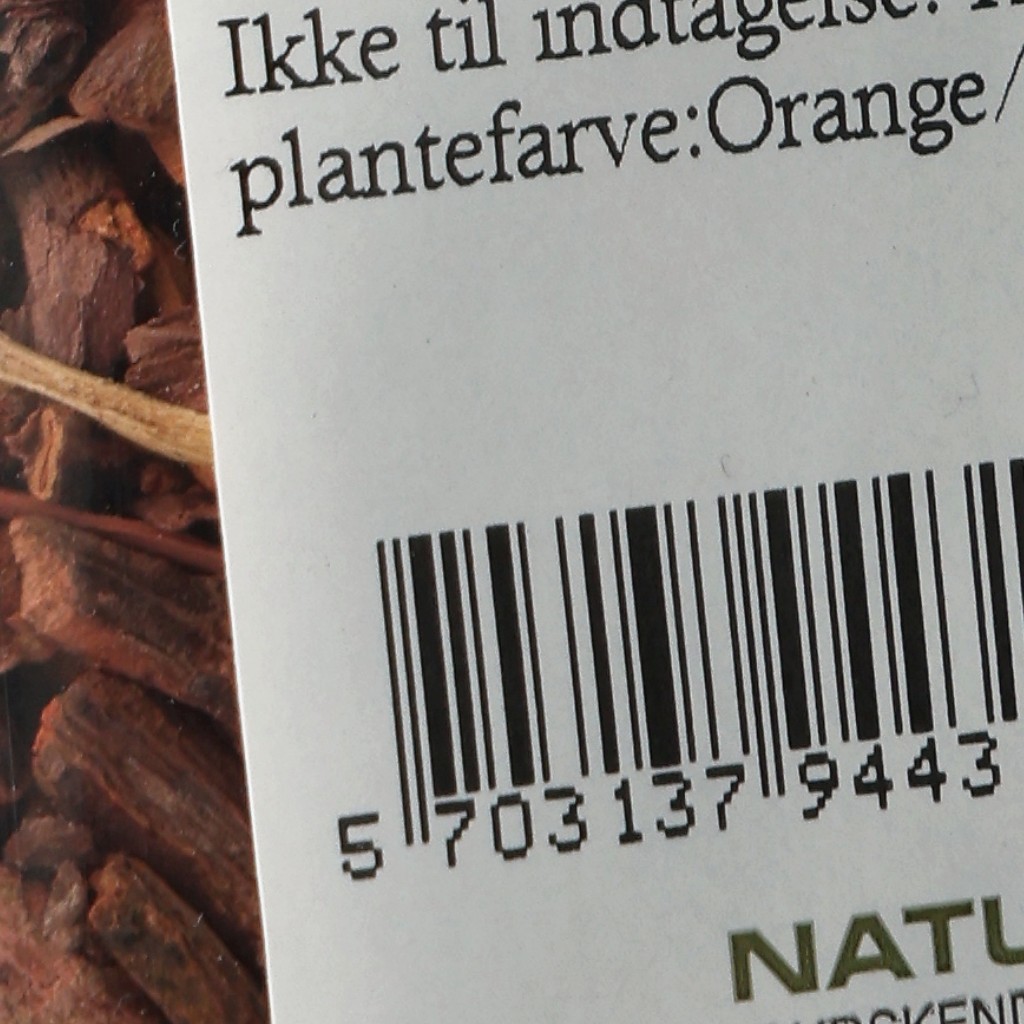 Ikke til indtagelse.
plantefarve:Orange/
5 703137 9443
NATU